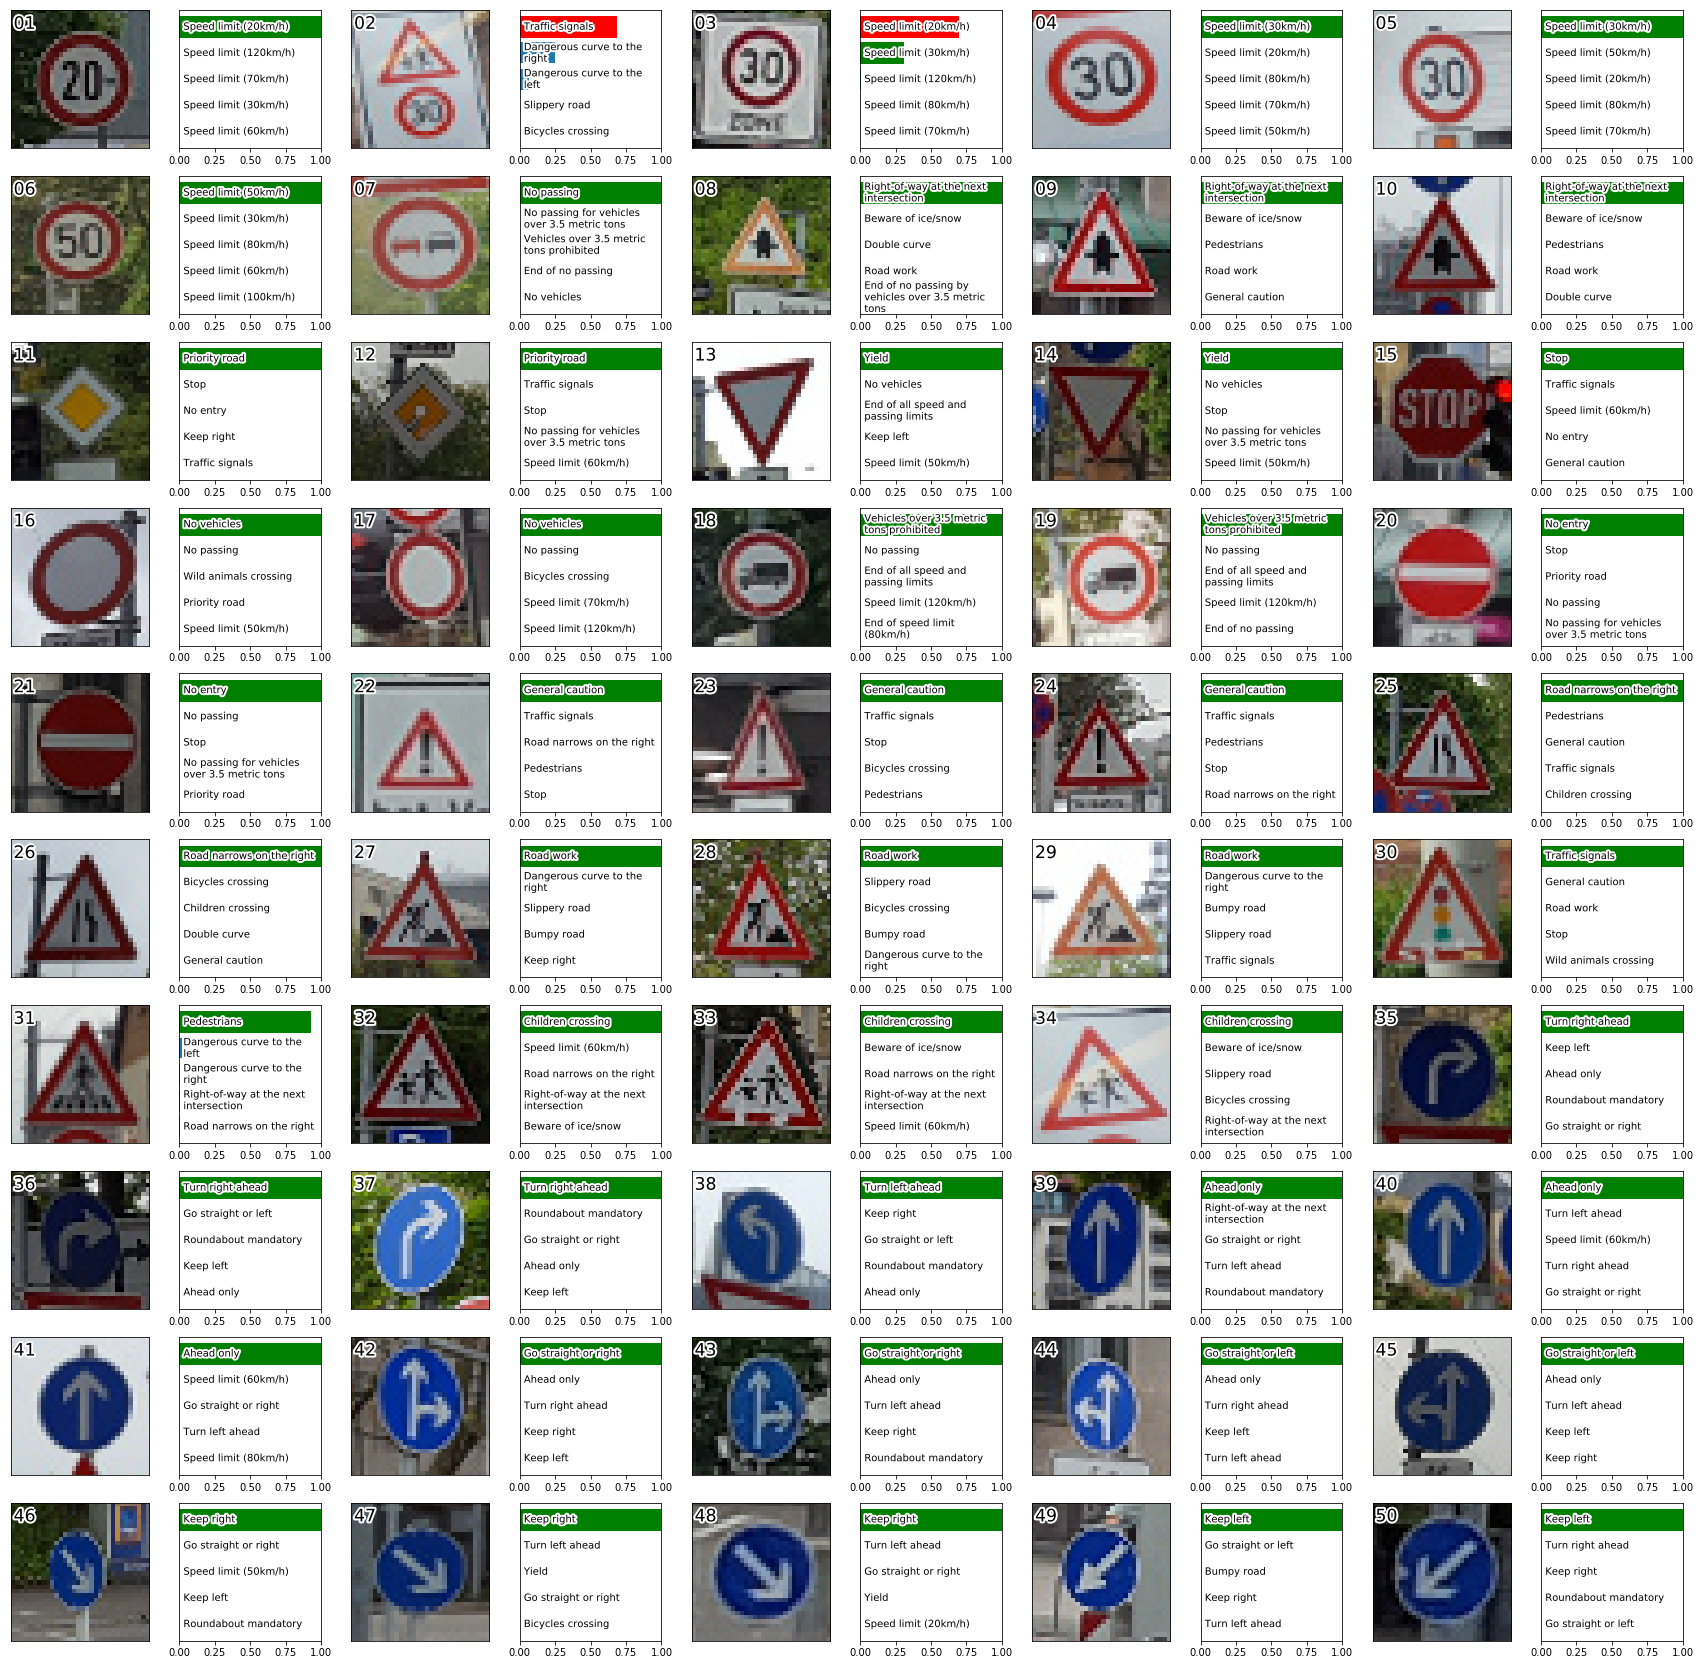 01
20
Speed limit (20km/h)
Speed limit (120km/h)
Speed limit (70km/h)
Speed limit (30km/h)
Speed limit (60km/h)
0.00 0.25 0.50 0.75 1.00
02
30
Traffic signals
Dangerous curve to the
right
Dangerous curve to the
left
Slippery road
Bicycles crossing
0.00 0.25 0.50 0.75 1.00
03
30
ZONE
Speed limit (20km/h)
Speed limit (30km/h)
Speed limit (120km/h)
Speed limit (80km/h)
Speed limit (70km/h)
0.00 0.25 0.50 0.75 1.00
04
30
Speed limit (30km/h)
Speed limit (20km/h)
Speed limit (80km/h)
Speed limit (70km/h)
Speed limit (50km/h)
0.00 0.25 0.50 0.75 1.00
05
30
Speed limit (30km/h)
Speed limit (50km/h)
Speed limit (20km/h)
Speed limit (80km/h)
Speed limit (70km/h)
0.00 0.25 0.50 0.75 1.00
06
50
Speed limit (50km/h)
Speed limit (30km/h)
Speed limit (80km/h)
Speed limit (60km/h)
Speed limit (100km/h)
0.00 0.25 0.50 0.75 1.00
07
No passing
No passing for vehicles
over 3.5 metric tons
Vehicles over 3.5 metric
tons prohibited
End of no passing
No vehicles
0.00 0.25 0.50 0.75 1.00
08
Right-of-way at the next
intersection
Beware of ice/snow
Double curve
Road work
End of no passing by
vehicles over 3.5 metric
tons
0.00 0.25 0.50 0.75 1.00
09
Right-of-way at the next
intersection
Beware of ice/snow
Pedestrians
Road work
General caution
0.00 0.25 0.50 0.75 1.00
10
Right-of-way at the next
intersection
Beware of ice/snow
Pedestrians
Road work
Double curve
0.00 0.25 0.50 0.75 1.00
11
Priority road
Stop
No entry
Keep right
Traffic signals
0.00 0.25 0.50 0.75 1.00
12
Priority road
Traffic signals
Stop
No passing for vehicles
over 3.5 metric tons
Speed limit (60km/h)
0.00 0.25 0.50 0.75 1.00
13
Yield
No vehicles
End of all speed and
passing limits
Keep left
Speed limit (50km/h)
0.00 0.25 0.50 0.75 1.00
14
Yield
No vehicles
Stop
No passing for vehicles
over 3.5 metric tons
Speed limit (50km/h)
0.00 0.25 0.50 0.75 1.00
15
STOP
Stop
Traffic signals
Speed limit (60km/h)
No entry
General caution
0.00 0.25 0.50 0.75 1.00
16
No vehicles
No passing
Wild animals crossing
Priority road
Speed limit (50km/h)
0.00 0.25 0.50 0.75 1.00
17
No vehicles
No passing
Bicycles crossing
Speed limit (70km/h)
Speed limit (120km/h)
0.00 0.25 0.50 0.75 1.00
18
Vehicles over 3.5 metric
tons prohibited
No passing
End of all speed and
passing limits
Speed limit (120km/h)
End of speed limit
(80km/h)
0.00 0.25 0.50 0.75 1.00
19
Vehicles over 3.5 metric
tons prohibited
No passing
End of all speed and
passing limits
Speed limit (120km/h)
End of no passing
0.00 0.25 0.50 0.75 1.00
20
No entry
Stop
Priority road
No passing
No passing for vehicles
over 3.5 metric tons
0.00 0.25 0.50 0.75 1.00
21
No entry
No passing
Stop
No passing for vehicles
over 3.5 metric tons
Priority road
0.00 0.25 0.50 0.75 1.00
22
General caution
Traffic signals
Road narrows on the right
Pedestrians
Stop
0.00 0.25 0.50 0.75 1.00
23
General caution
Traffic signals
Stop
Bicycles crossing
Pedestrians
0.00 0.25 0.50 0.75 1.00
24
General caution
Traffic signals
Pedestrians
Stop
Road narrows on the right
0.00 0.25 0.50 0.75 1.00
25
Road narrows on the right
Pedestrians
General caution
Traffic signals
Children crossing
0.00 0.25 0.50 0.75 1.00
26
Road narrows on the right
Bicycles crossing
Children crossing
Double curve
General caution
0.00 0.25 0.50 0.75 1.00
27
Road work
Dangerous curve to the
right
Slippery road
Bumpy road
Keep right
0.00 0.25 0.50 0.75 1.00
28
Road work
Slippery road
Bicycles crossing
Bumpy road
Dangerous curve to the
right
0.00 0.25 0.50 0.75 1.00
29
Road work
Dangerous curve to the
right
Bumpy road
Slippery road
Traffic signals
0.00 0.25 0.50 0.75 1.00
30
Traffic signals
General caution
Road work
Stop
Wild animals crossing
0.00 0.25 0.50 0.75 1.00
31
Pedestrians
Dangerous curve to the
left
Dangerous curve to the
right
Right-of-way at the next
intersection
Road narrows on the right
0.00 0.25 0.50 0.75 1.00
32
Children crossing
Speed limit (60km/h)
Road narrows on the right
Right-of-way at the next
intersection
Beware of ice/snow
0.00 0.25 0.50 0.75 1.00
33
Children crossing
Beware of ice/snow
Road narrows on the right
Right-of-way at the next
intersection
Speed limit (60km/h)
0.00 0.25 0.50 0.75 1.00
34
Children crossing
Beware of ice/snow
Slippery road
Bicycles crossing
Right-of-way at the next
intersection
0.00 0.25 0.50 0.75 1.00
35
Turn right ahead
Keep left
Ahead only
Roundabout mandatory
Go straight or right
0.00 0.25 0.50 0.75 1.00
36
Turn right ahead
Go straight or left
Roundabout mandatory
Keep left
Ahead only
0.00 0.25 0.50 0.75 1.00
37
Turn right ahead
Roundabout mandatory
Go straight or right
Ahead only
Keep left
0.00 0.25 0.50 0.75 1.00
38
Turn left ahead
Keep right
Go straight or left
Roundabout mandatory
Ahead only
0.00 0.25 0.50 0.75 1.00
39
Ahead only
Right-of-way at the next
intersection
Go straight or right
Turn left ahead
Roundabout mandatory
0.00 0.25 0.50 0.75 1.00
40
Ahead only
Turn left ahead
Speed limit (60km/h)
Turn right ahead
Go straight or right
0.00 0.25 0.50 0.75 1.00
41
Ahead only
Speed limit (60km/h)
Go straight or right
Turn left ahead
Speed limit (80km/h)
0.00 0.25 0.50 0.75 1.00
42
Go straight or right
Ahead only
Turn right ahead
Keep right
Keep left
0.00 0.25 0.50 0.75 1.00
43
Go straight or right
Ahead only
Turn left ahead
Keep right
Roundabout mandatory
0.00 0.25 0.50 0.75 1.00
44
Go straight or left
Ahead only
Turn right ahead
Keep left
Turn left ahead
0.00 0.25 0.50 0.75 1.00
45
Go straight or left
Ahead only
Turn left ahead
Keep left
Keep right
0.00 0.25 0.50 0.75 1.00
46
Keep right
Go straight or right
Speed limit (50km/h)
Keep left
Roundabout mandatory
0.00 0.25 0.50 0.75 1.00
47
Keep right
Turn left ahead
Yield
Go straight or right
Bicycles crossing
0.00 0.25 0.50 0.75 1.00
48
Keep right
Turn left ahead
Go straight or right
Yield
Speed limit (20km/h)
0.00 0.25 0.50 0.75 1.00
49
Keep left
Go straight or left
Bumpy road
Keep right
Turn left ahead
0.00 0.25 0.50 0.75 1.00
50
Keep left
Turn right ahead
Keep right
Roundabout mandatory
Go straight or left
0.00 0.25 0.50 0.75 1.00